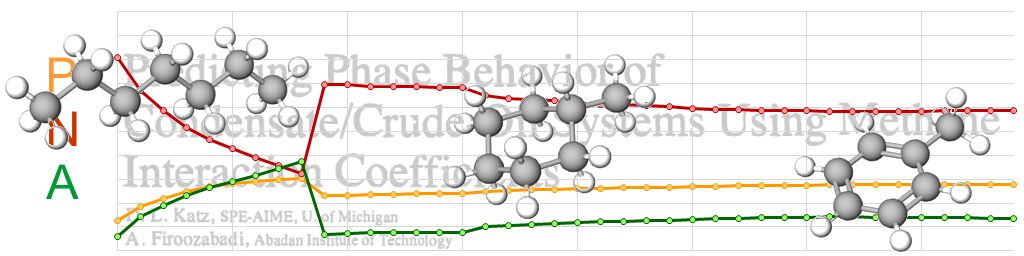 P
N
A
Predicting Phase Behavior of
Condensate/Crude-Oil Systems Using Methane
Interaction Coefficients
D. L. Katz, SPE-AIME, U. of Michigan
A. Firoozabadi, Abadan Institute of Technology